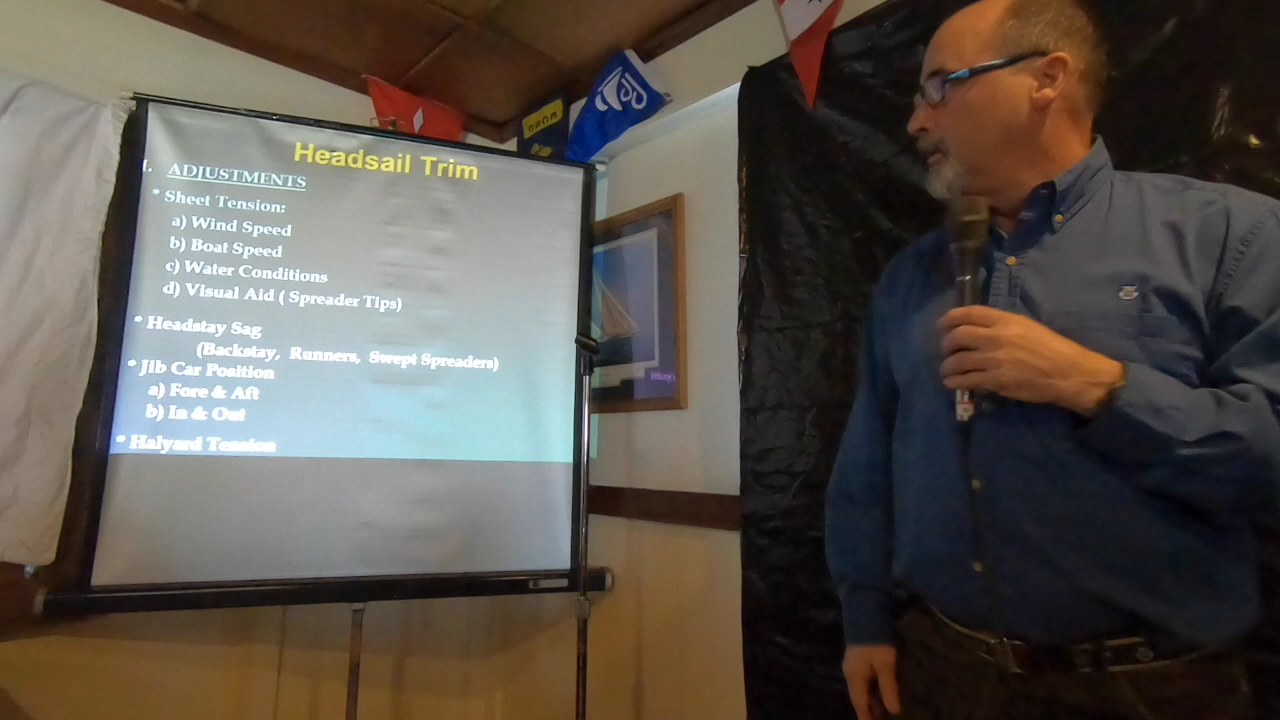 Headsail Trim
I. ADJUSTMENTS
* Sheet Tension:
a) Wind Speed
b) Boat Speed
c) Water Conditions
d) Visual Aid ( Spreader Tips)
* Headstay Sag
(Backstay, Runners, Swept Spreaders)
* Jib Car Position
a) Fore & Aft
b) In & Out
* Halyard Tension